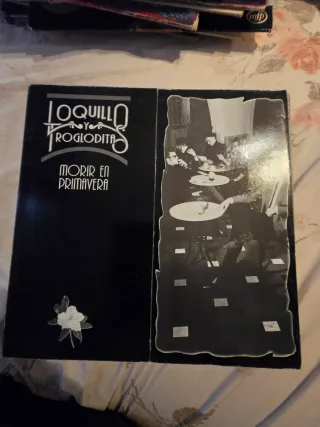 LOQUILLO
Y
TROGLODITAS
MORIR EN
PRIMAVERA